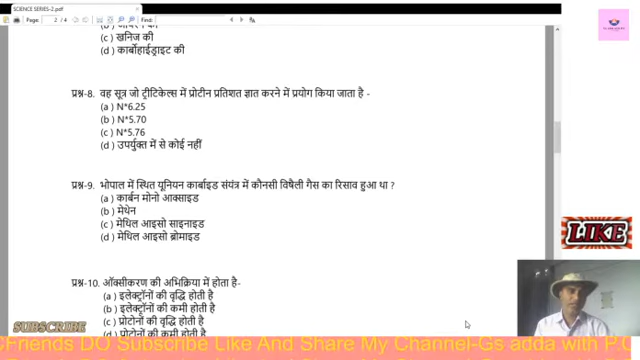 SCIENCE SERIES-2.pdf
Page: 2 / 4 Find:
(c) खनिज की
(d) कार्बोहाईड्राइट की
प्रश्न-8. वह सूत्र जो ट्रीटिकेल्स में प्रोटीन प्रतिशत ज्ञात करने में प्रयोग किया जाता है -
(a) N*6.25
(b) N*5.70
(c) N*5.76
(d) उपर्युक्त में से कोई नहीं
प्रश्न-9. भोपाल में स्थित यूनियन कार्बाइड संयंत्र में कौनसी विषैली गैस का रिसाव हुआ था ?
(a) कार्बन मोनो आक्साइड
(b) मेथेन
(c) मेथिल आइसो साइनाइड
(d) मेथिल आइसो ब्रोमाइड
LIKE
प्रश्न-10. ऑक्सीकरण की अभिक्रिया में होता है-
(a) इलेक्ट्रॉनों की वृद्धि होती है
(b) इलेक्ट्रॉनों की कमी होती है
(c) प्रोटोनों की वृद्धि होती है
(d) प्रोटोनों की कमी होती है
SUBSCRIBE
Friends DO Subscribe Like And Share My Channel-Gs adda with P.C